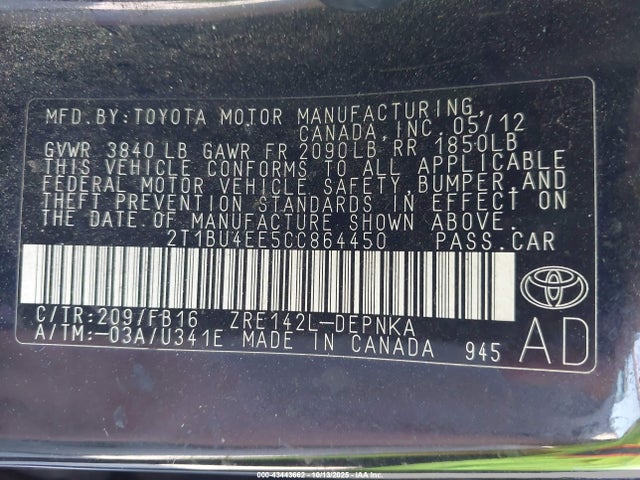 MFD.BY:TOYOTA MOTOR MANUFACTURING,
CANADA,INC.05/12
GVWR 3840 LB GAWR FR 2090LB RR 1850LB
THIS VEHICLE CONFORMS TO ALL APPLICABLE
FEDERAL MOTOR VEHICLE SAFETY,BUMPER,AND
THEFT PREVENTION STANDARDS IN EFFECT ON
THE DATE OF MANUFACTURE SHOWN ABOVE.
2T1BU4EE5CC864450 PASS.CAR
C/TR:209/FB16 ZRE142L-DEPNKA
A/TM:-03A/U341E MADE IN CANADA 945
AD
000-43443662 - 10/13/2025 - © IAA Inc.